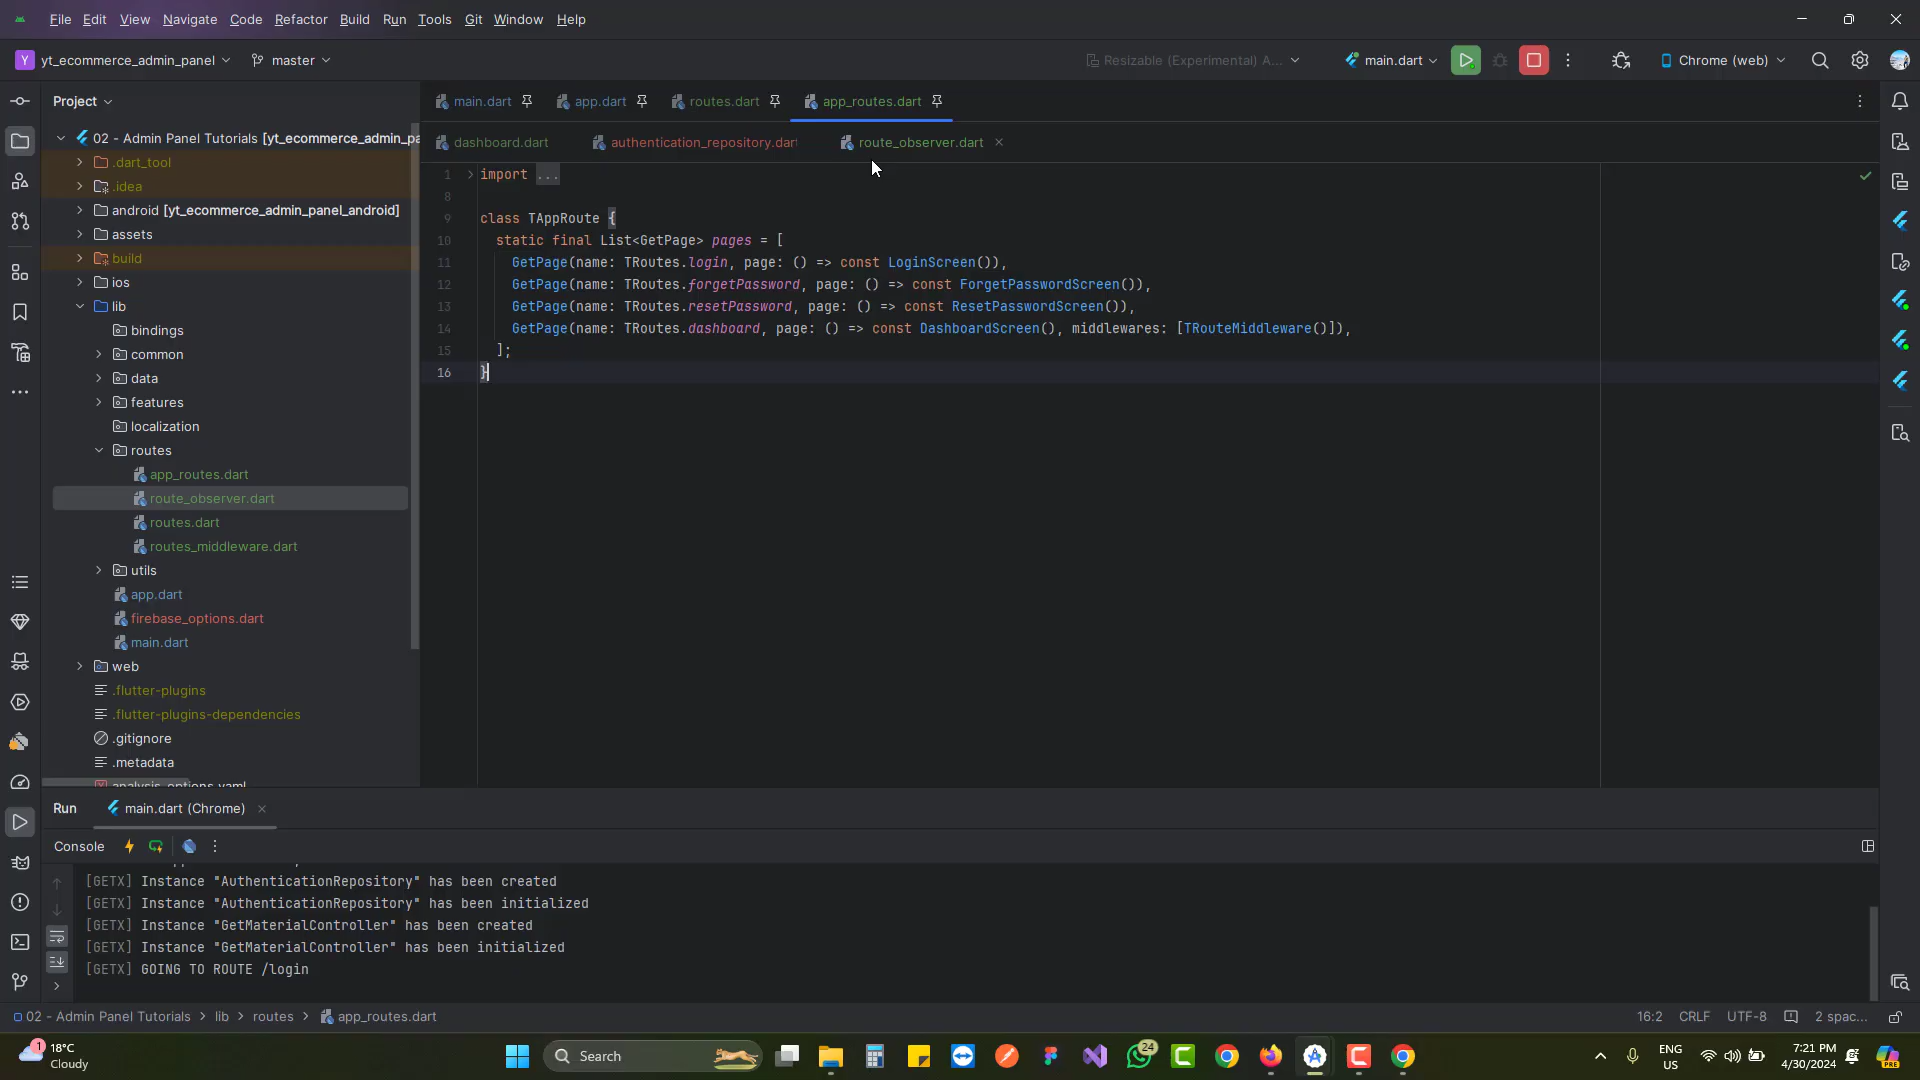 File Edit View Navigate Code Refactor Build Run Tools Git Window Help
Y yt_ecommerce_admin_panel master Resizable (Experimental) A... main.dart Chrome (web)
Project
main.dart app.dart routes.dart app_routes.dart
dashboard.dart authentication_repository.dart route_observer.dart
02 - Admin Panel Tutorials [yt_ecommerce_admin_pa
.dart_tool
.idea
android [yt_ecommerce_admin_panel_android]
assets
build
ios
lib
bindings
common
data
features
localization
routes
app_routes.dart
route_observer.dart
routes.dart
routes_middleware.dart
utils
app.dart
firebase_options.dart
main.dart
web
.flutter-plugins
.flutter-plugins-dependencies
.gitignore
.metadata
analysis_options.yaml
1 import ...
8
9 class TAppRoute {
10 static final List<GetPage> pages = [
11 GetPage(name: TRoutes.login, page: () => const LoginScreen()),
12 GetPage(name: TRoutes.forgetPassword, page: () => const ForgetPasswordScreen()),
13 GetPage(name: TRoutes.resetPassword, page: () => const ResetPasswordScreen()),
14 GetPage(name: TRoutes.dashboard, page: () => const DashboardScreen(), middlewares: [TRouteMiddleware()]),
15 ];
16 }
Run main.dart (Chrome)
Console
[GETX] Instance "AuthenticationRepository" has been created
[GETX] Instance "AuthenticationRepository" has been initialized
[GETX] Instance "GetMaterialController" has been created
[GETX] Instance "GetMaterialController" has been initialized
[GETX] GOING TO ROUTE /login
02 - Admin Panel Tutorials > lib > routes > app_routes.dart 16:2 CRLF UTF-8 2 spac...
1 18°C
Cloudy
Search
24
ENG
US
7:21 PM
4/30/2024
PRE